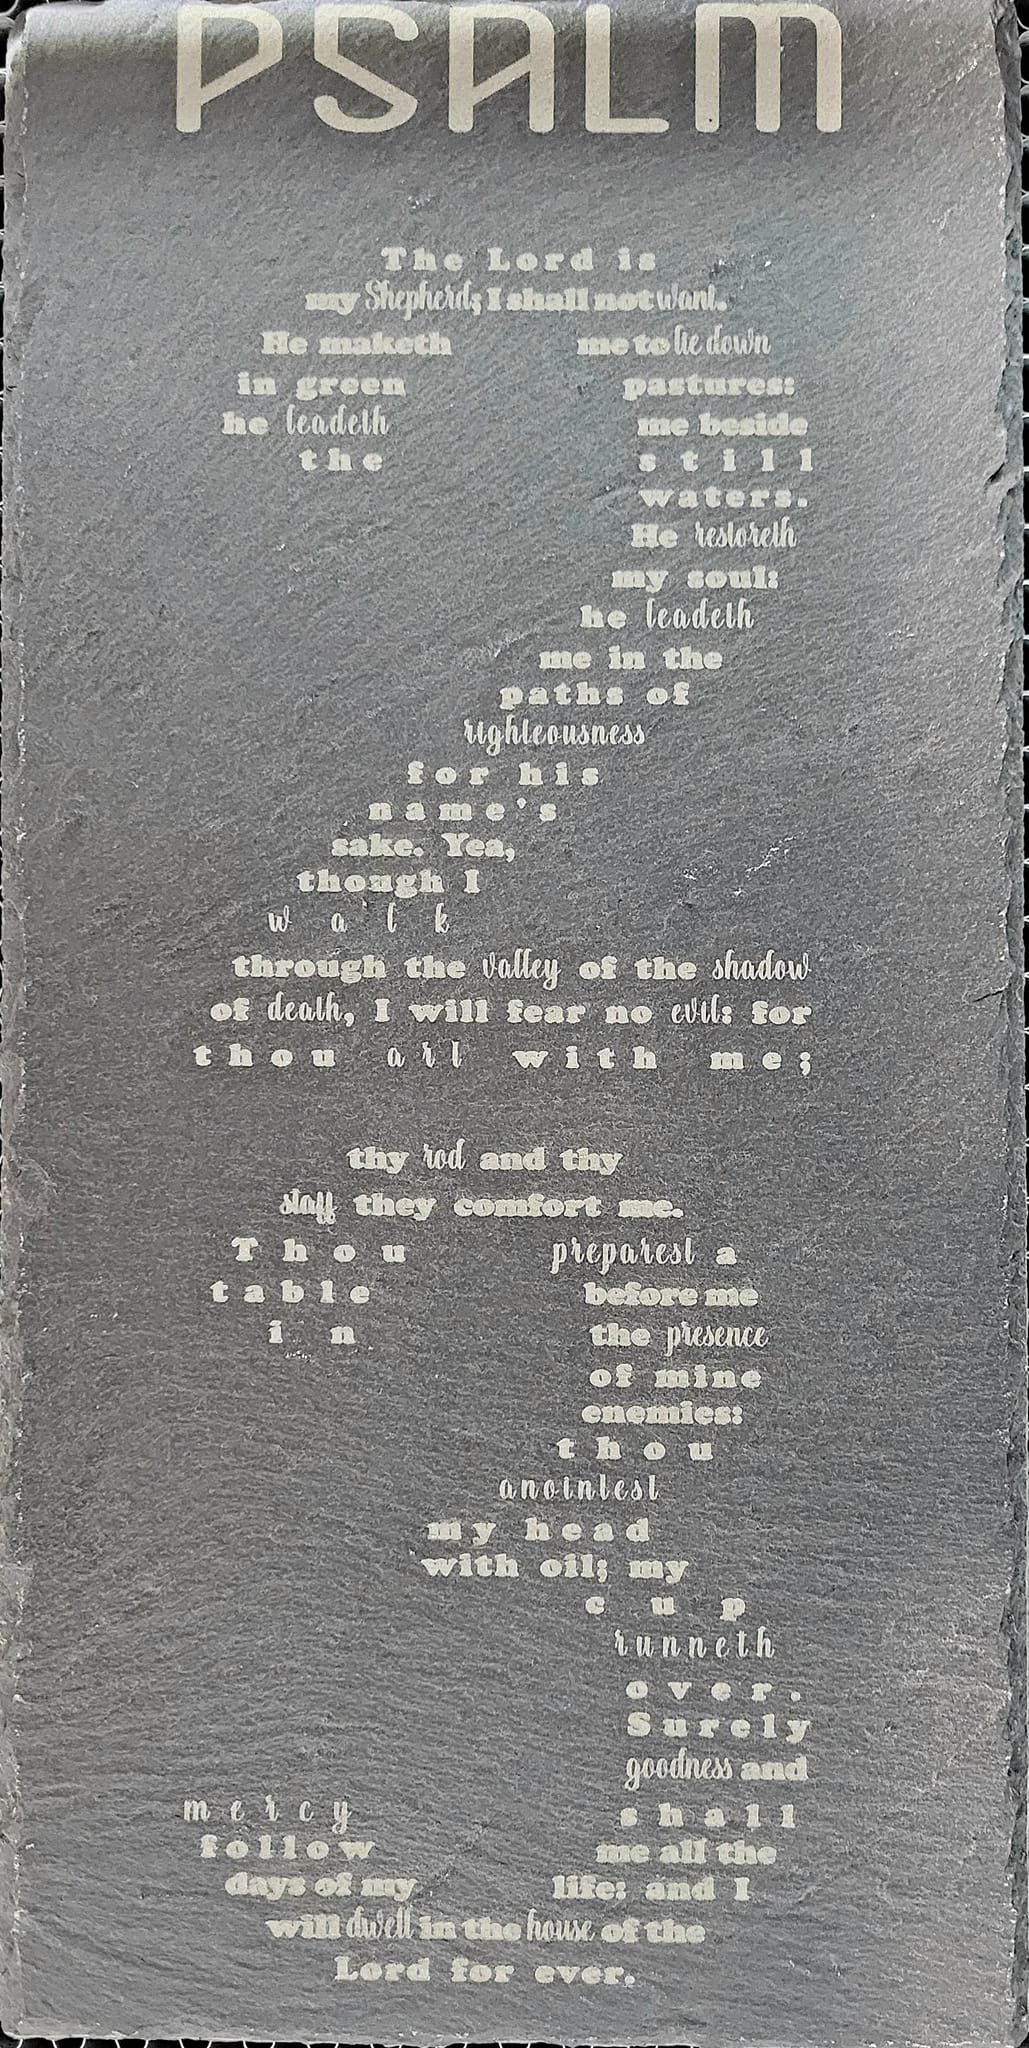 PSALM
The Lord is
my Shepherd; I shall not want.
He maketh me to lie down
in green pastures:
he leadeth me beside
the still
waters.
He restoreth
my soul:
he leadeth
me in the
paths of
righteousness
for his
name's
sake. Yea,
though I
walk
through the valley of the shadow
of death, I will fear no evil: for
thou art with me;
thy rod and thy
staff they comfort me.
Thou preparest a
table before me
in the presence
of mine
enemies:
thou
anointest
my head
with oil; my
cup
runneth
over.
Surely
goodness and
mercy shall
follow me all the
days of my life: and I
will dwell in the house of the
Lord for ever.